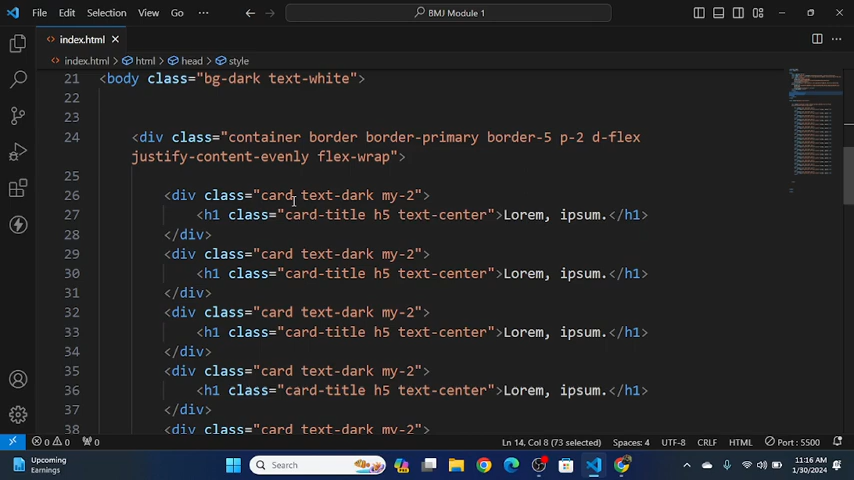 File Edit Selection View Go ··· BMJ Module 1
index.html
index.html > html > head > style
21 <body class="bg-dark text-white">
22
23
24 <div class="container border border-primary border-5 p-2 d-flex
justify-content-evenly flex-wrap">
25
26 <div class="card text-dark my-2">
27 <h1 class="card-title h5 text-center">Lorem, ipsum.</h1>
28 </div>
29 <div class="card text-dark my-2">
30 <h1 class="card-title h5 text-center">Lorem, ipsum.</h1>
31 </div>
32 <div class="card text-dark my-2">
33 <h1 class="card-title h5 text-center">Lorem, ipsum.</h1>
34 </div>
35 <div class="card text-dark my-2">
36 <h1 class="card-title h5 text-center">Lorem, ipsum.</h1>
37 </div>
38 <div class="card text-dark my-2">
0 0 0 Ln 14, Col 8 (73 selected) Spaces: 4 UTF-8 CRLF HTML Port : 5500
Upcoming
Earnings
Search
11:16 AM
1/30/2024